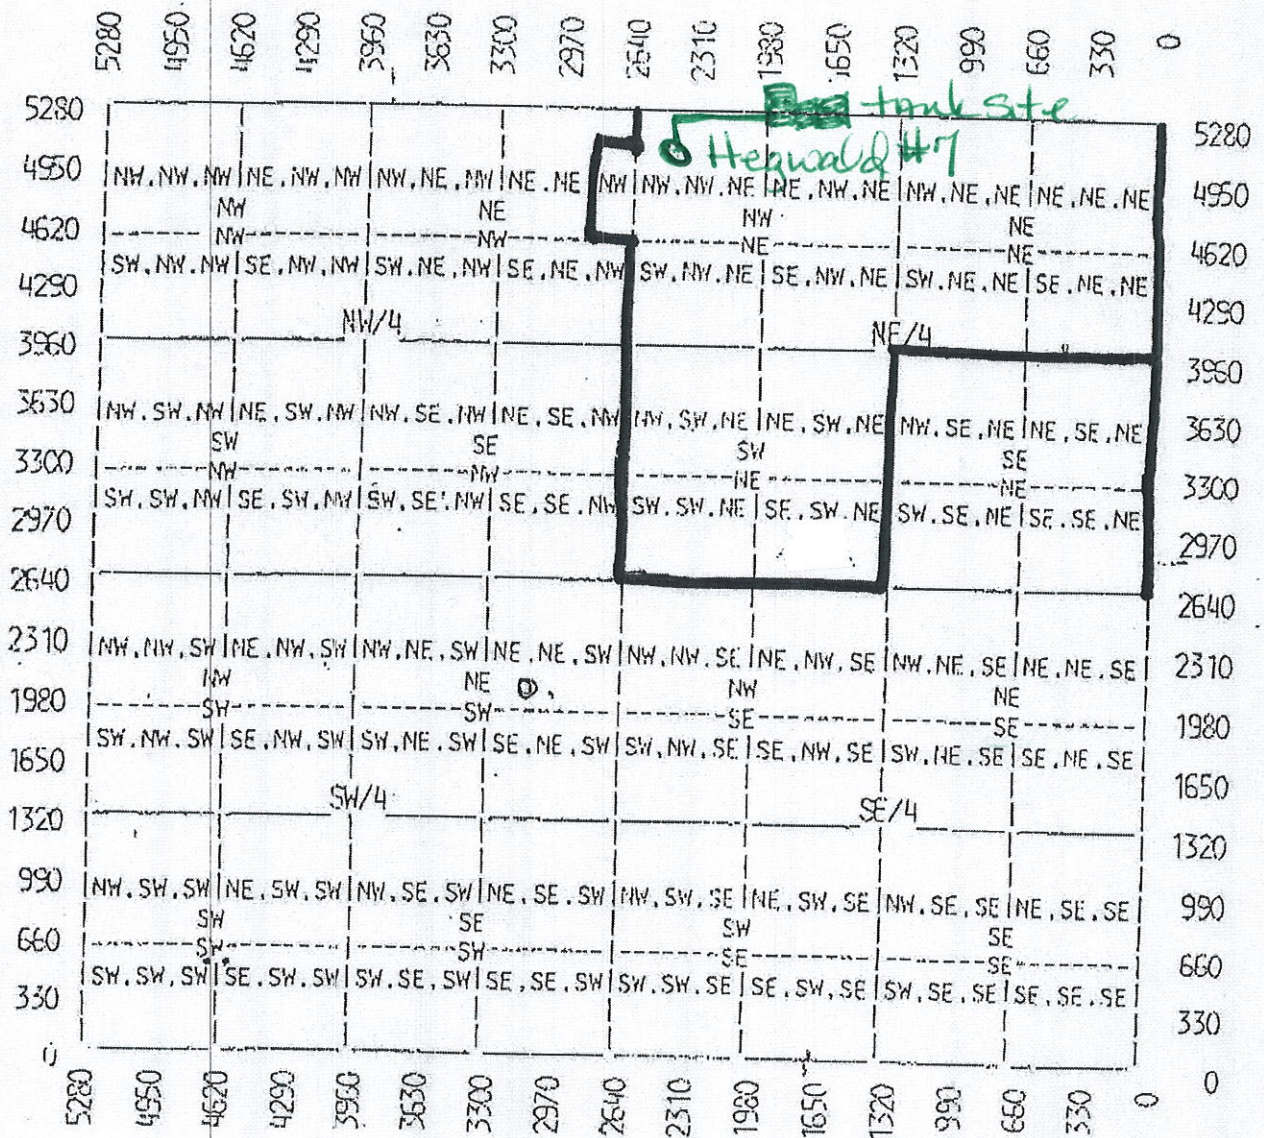 5280 4950 4620 4290 3960 3630 3300 2970 2640 2310 1980 1650 1320 990 660 330 0
5280 tank site 5280
Hegwald #7
4950 NW.NW.NW NE.NW.NW NW.NE.NW NE.NE NW NW.NW.NE NE.NW.NE NW.NE.NE NE.NE.NE 4950
NW NE NW NE
4620 NW NW NE NE 4620
SW.NW.NW SE.NW.NW SW.NE.NW SE.NE.NW SW.NW.NE SE.NW.NE SW.NE.NE SE.NE.NE
4290 4290
NW/4 NE/4
3960 3960
3630 NW.SW.NW NE.SW.NW NW.SE.NW NE.SE.NW NW.SW.NE NE.SW.NE NW.SE.NE NE.SE.NE 3630
SW SE SW SE
3300 NW NW NE NE 3300
SW.SW.NW SE.SW.NW SW.SE.NW SE.SE.NW SW.SW.NE SE.SW.NE SW.SE.NE SE.SE.NE
2970 2970
2640 2640
2310 NW.NW.SW NE.NW.SW NW.NE.SW NE.NE.SW NW.NW.SE NE.NW.SE NW.NE.SE NE.NE.SE 2310
NW NE NW NE
1980 SW SW SE SE 1980
SW.NW.SW SE.NW.SW SW.NE.SW SE.NE.SW SW.NW.SE SE.NW.SE SW.NE.SE SE.NE.SE
1650 1650
SW/4 SE/4
1320 1320
990 NW.SW.SW NE.SW.SW NW.SE.SW NE.SE.SW NW.SW.SE NE.SW.SE NW.SE.SE NE.SE.SE 990
SW SE SW SE
660 SW SW SE SE 660
SW.SW.SW SE.SW.SW SW.SE.SW SE.SE.SW SW.SW.SE SE.SW.SE SW.SE.SE SE.SE.SE
330 330
0 0
5280 4950 4620 4290 3960 3630 3300 2970 2640 2310 1980 1650 1320 990 660 330 0